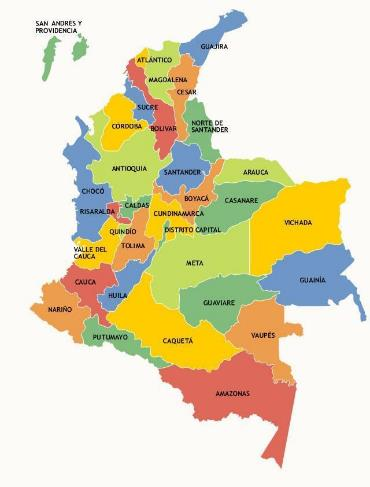 SAN ANDRES Y
PROVIDENCIA
GUAJIRA
ATLÁNTICO
MAGDALENA
CESAR
SUCRE
CÓRDOBA
BOLIVAR
NORTE DE
SANTANDER
ANTIOQUIA
SANTANDER
ARAUCA
CHOCÓ
BOYACÁ
CASANARE
RISARALDA
CALDAS
CUNDINAMARCA
VICHADA
QUINDÍO
DISTRITO CAPITAL
TOLIMA
VALLE DEL
CAUCA
META
GUAINÍA
CAUCA
HUILA
GUAVIARE
NARIÑO
PUTUMAYO
CAQUETÁ
VAUPÉS
AMAZONAS